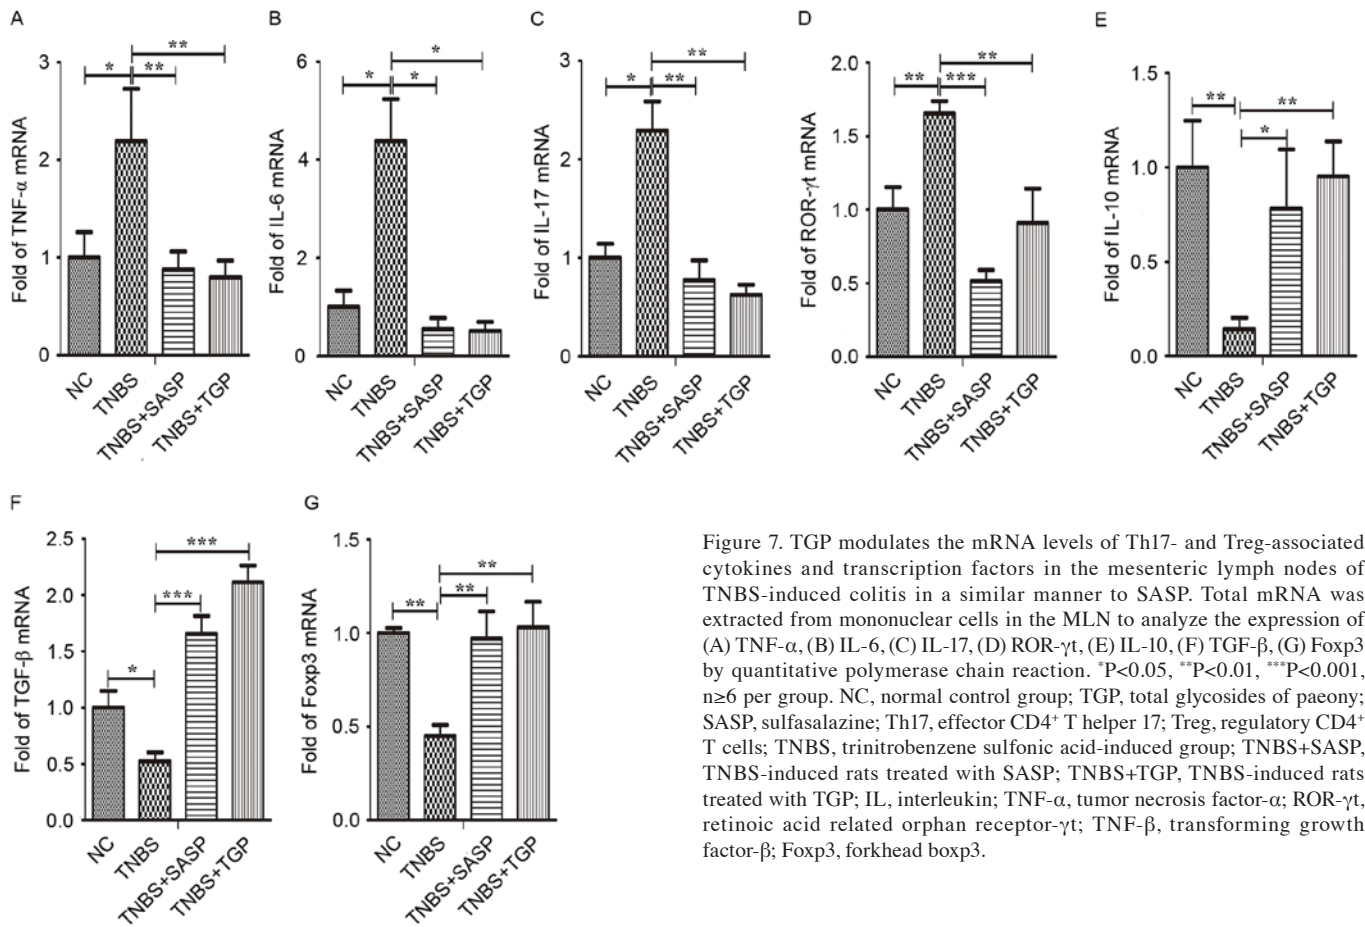 A
B
C
D
E
Fold of TNF-α mRNA
3
2
1
0
*
**
**
NC
TNBS
TNBS+SASP
TNBS+TGP
Fold of IL-6 mRNA
6
4
2
0
*
*
*
NC
TNBS
TNBS+SASP
TNBS+TGP
Fold of IL-17 mRNA
3
2
1
0
*
**
**
NC
TNBS
TNBS+SASP
TNBS+TGP
Fold of ROR-γt mRNA
2.0
1.5
1.0
0.5
0.0
**
***
**
NC
TNBS
TNBS+SASP
TNBS+TGP
Fold of IL-10 mRNA
1.5
1.0
0.5
0.0
**
*
**
NC
TNBS
TNBS+SASP
TNBS+TGP
F
G
Fold of TGF-β mRNA
2.5
2.0
1.5
1.0
0.5
0.0
*
***
***
NC
TNBS
TNBS+SASP
TNBS+TGP
Fold of Foxp3 mRNA
1.5
1.0
0.5
0.0
**
**
**
NC
TNBS
TNBS+SASP
TNBS+TGP
Figure 7. TGP modulates the mRNA levels of Th17- and Treg-associated
cytokines and transcription factors in the mesenteric lymph nodes of
TNBS-induced colitis in a similar manner to SASP. Total mRNA was
extracted from mononuclear cells in the MLN to analyze the expression of
(A) TNF-α, (B) IL-6, (C) IL-17, (D) ROR-γt, (E) IL-10, (F) TGF-β, (G) Foxp3
by quantitative polymerase chain reaction. *P<0.05, **P<0.01, ***P<0.001,
n≥6 per group. NC, normal control group; TGP, total glycosides of paeony;
SASP, sulfasalazine; Th17, effector CD4⁺ T helper 17; Treg, regulatory CD4⁺
T cells; TNBS, trinitrobenzene sulfonic acid-induced group; TNBS+SASP,
TNBS-induced rats treated with SASP; TNBS+TGP, TNBS-induced rats
treated with TGP; IL, interleukin; TNF-α, tumor necrosis factor-α; ROR-γt,
retinoic acid related orphan receptor-γt; TNF-β, transforming growth
factor-β; Foxp3, forkhead boxp3.